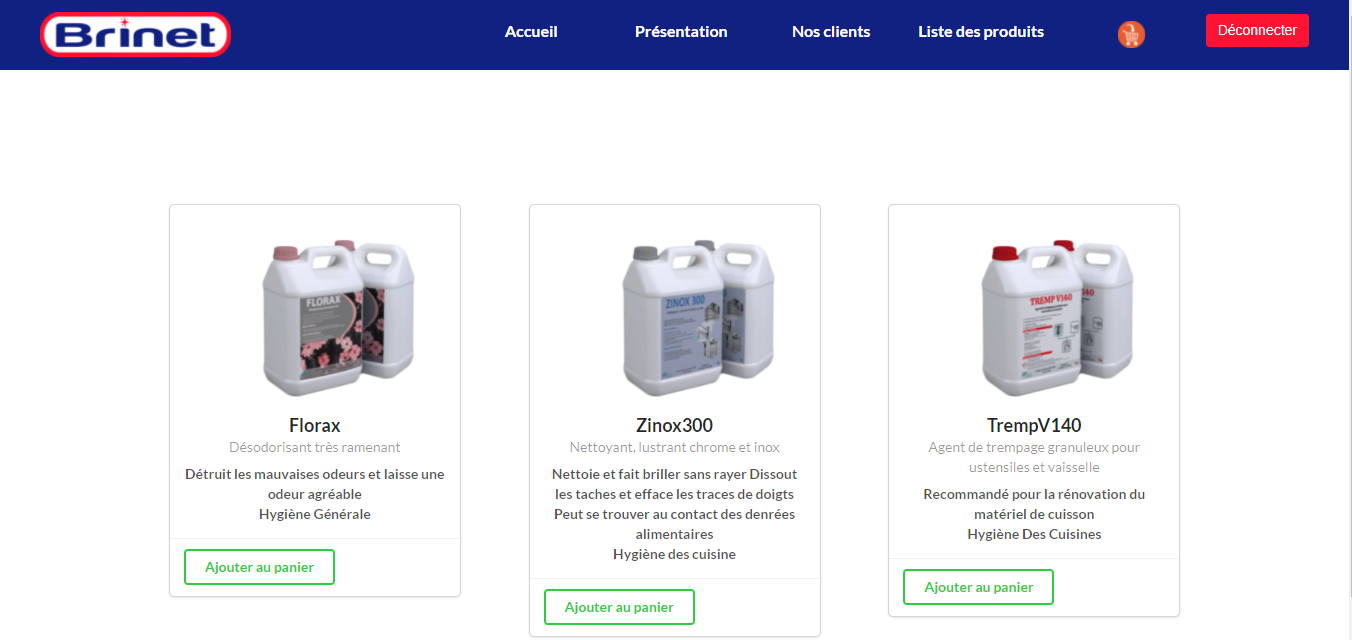 Brinet
Accueil
Présentation
Nos clients
Liste des produits
Déconnecter
FLORAX
Florax
Désodorisant très ramenant
Détruit les mauvaises odeurs et laisse une
odeur agréable
Hygiène Générale
Ajouter au panier
ZINOX 300
Zinox300
Nettoyant, lustrant chrome et inox
Nettoie et fait briller sans rayer Dissout
les taches et efface les traces de doigts
Peut se trouver au contact des denrées
alimentaires
Hygiène des cuisine
Ajouter au panier
TREMP V140
TrempV140
Agent de trempage granuleux pour
ustensiles et vaisselle
Recommandé pour la rénovation du
matériel de cuisson
Hygiène Des Cuisines
Ajouter au panier